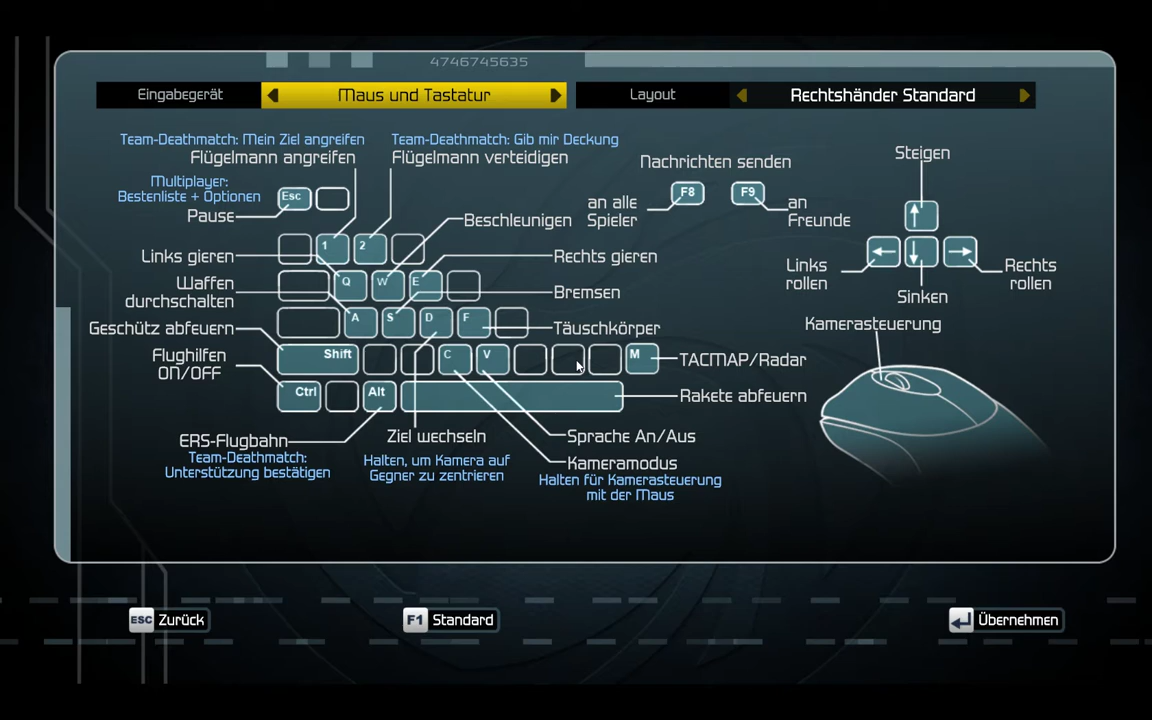 4746745635
Eingabegerät
Maus und Tastatur
Layout
Rechtshänder Standard
Team-Deathmatch: Mein Ziel angreifen
Flügelmann angreifen
Team-Deathmatch: Gib mir Deckung
Flügelmann verteidigen
Nachrichten senden
Steigen
Multiplayer:
Bestenliste + Optionen
Pause
Esc
F8
F9
an alle
Spieler
an
Freunde
Beschleunigen
Links gieren
1
2
Rechts gieren
Links
rollen
Rechts
rollen
Sinken
Waffen
durchschalten
Q
W
E
Bremsen
Geschütz abfeuern
A
S
D
F
Täuschkörper
Kamerasteuerung
Flughilfen
ON/OFF
Shift
C
V
M
TACMAP/Radar
Ctrl
Alt
Rakete abfeuern
ERS-Flugbahn
Team-Deathmatch:
Unterstützung bestätigen
Ziel wechseln
Halten, um Kamera auf
Gegner zu zentrieren
Sprache An/Aus
Kameramodus
Halten für Kamerasteuerung
mit der Maus
ESC Zurück
F1 Standard
Übernehmen